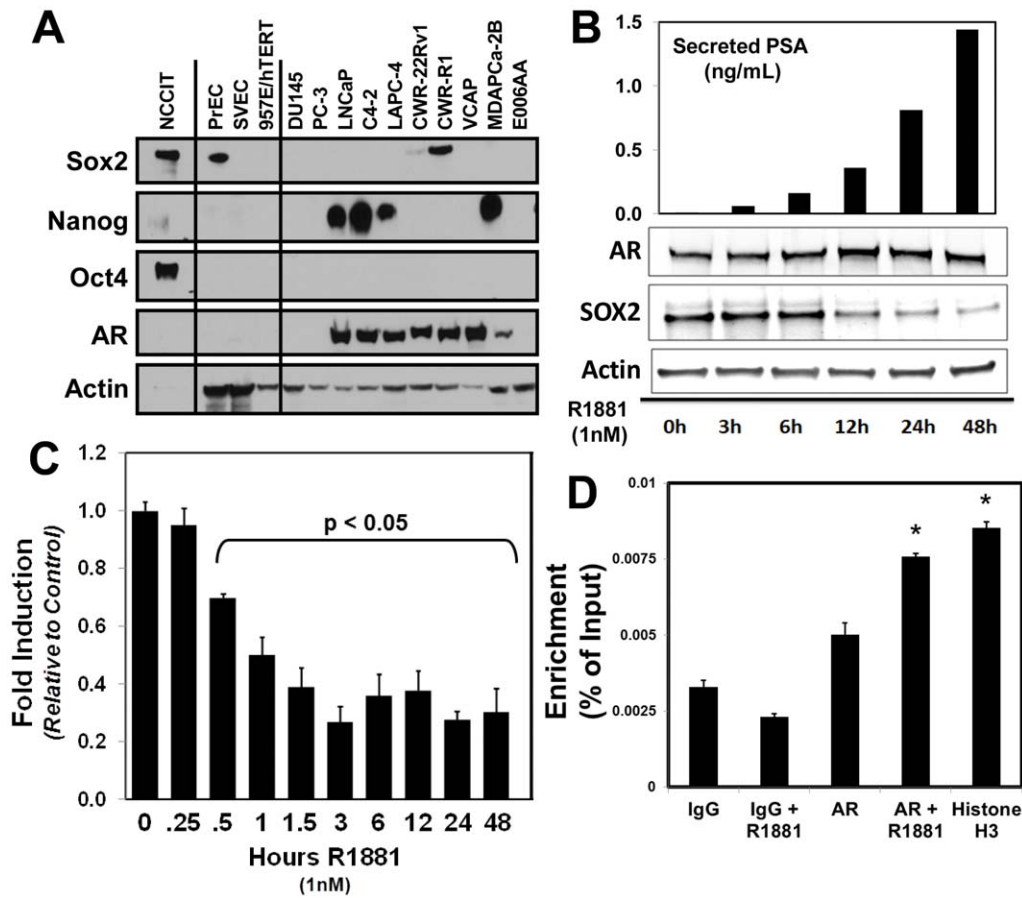 A
NCCIT
PrEC
SVEC
957E/hTERT
DU145
PC-3
LNCaP
C4-2
LAPC-4
CWR-22Rv1
CWR-R1
VCAP
MDAPCa-2B
E006AA
Sox2
Nanog
Oct4
AR
Actin
B
Secreted PSA
(ng/mL)
1.5
1.0
0.5
0.0
AR
SOX2
Actin
R1881
(1nM)
0h 3h 6h 12h 24h 48h
C
Fold Induction
(Relative to Control)
1.2
1.0
0.8
0.6
0.4
0.2
0.0
p < 0.05
0 .25 .5 1 1.5 3 6 12 24 48
Hours R1881
(1nM)
D
Enrichment
(% of Input)
0.01
0.0075
0.005
0.0025
0
* *
IgG IgG + AR AR + Histone
R1881 R1881 H3